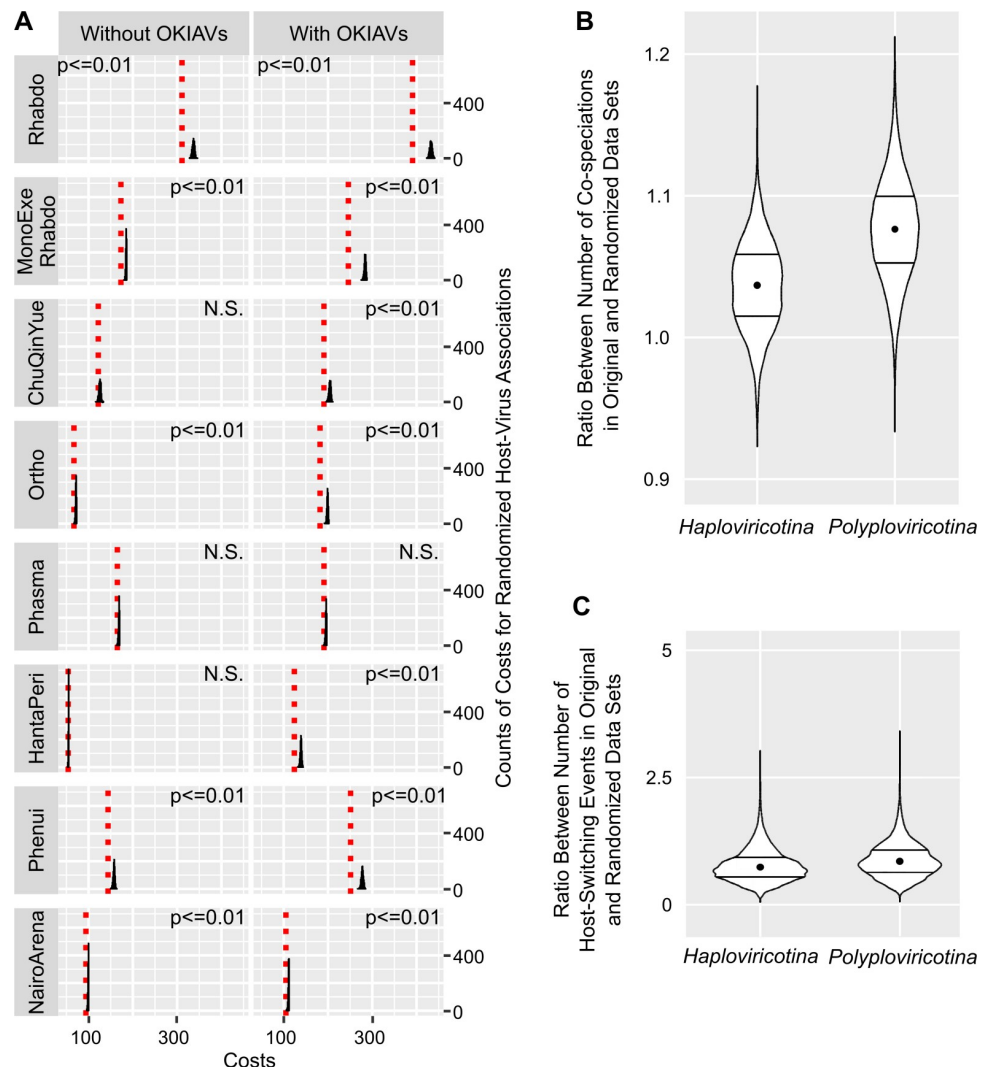 A
Without OKIAVs
With OKIAVs
Rhabdo
p<=0.01
p<=0.01
400
0
MonoExe
Rhabdo
p<=0.01
p<=0.01
400
0
ChuQinYue
N.S.
p<=0.01
400
0
Ortho
p<=0.01
p<=0.01
400
0
Phasma
N.S.
N.S.
400
0
HantaPeri
N.S.
p<=0.01
400
0
Phenui
p<=0.01
p<=0.01
400
0
NairoArena
p<=0.01
p<=0.01
400
0
100
300
100
300
Costs
Counts of Costs for Randomized Host-Virus Associations
B
Ratio Between Number of Co-speciations
in Original and Randomized Data Sets
1.2
1.1
1.0
0.9
Haploviricotina
Polyploviricotina
C
Ratio Between Number of
Host-Switching Events in Original
and Randomized Data Sets
5
2.5
0
Haploviricotina
Polyploviricotina